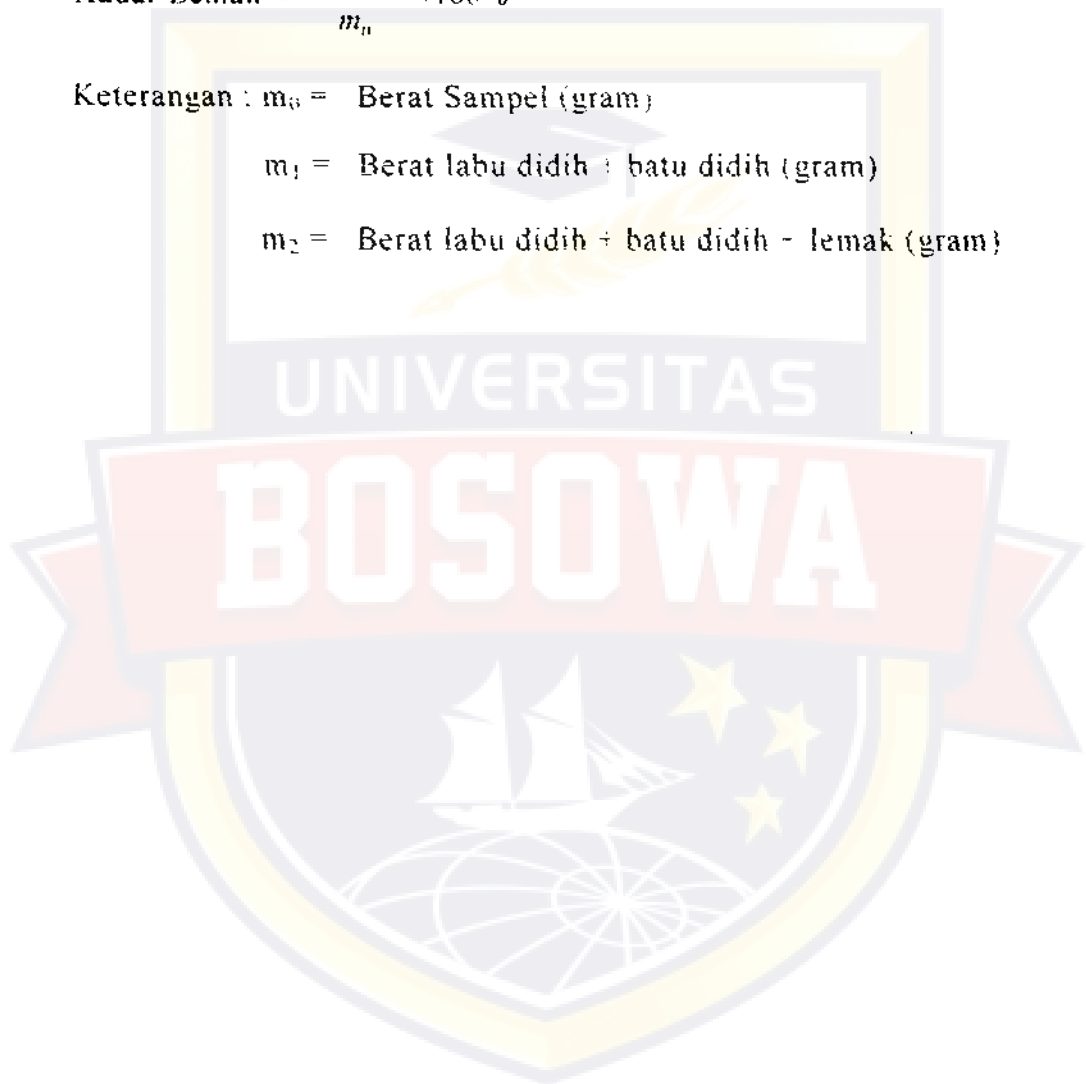 m₀
Keterangan : m₀ = Berat Sampel (gram)
m₁ = Berat labu didih + batu didih (gram)
m₂ = Berat labu didih + batu didih - lemak (gram)
UNIVERSITAS
BOSOWA